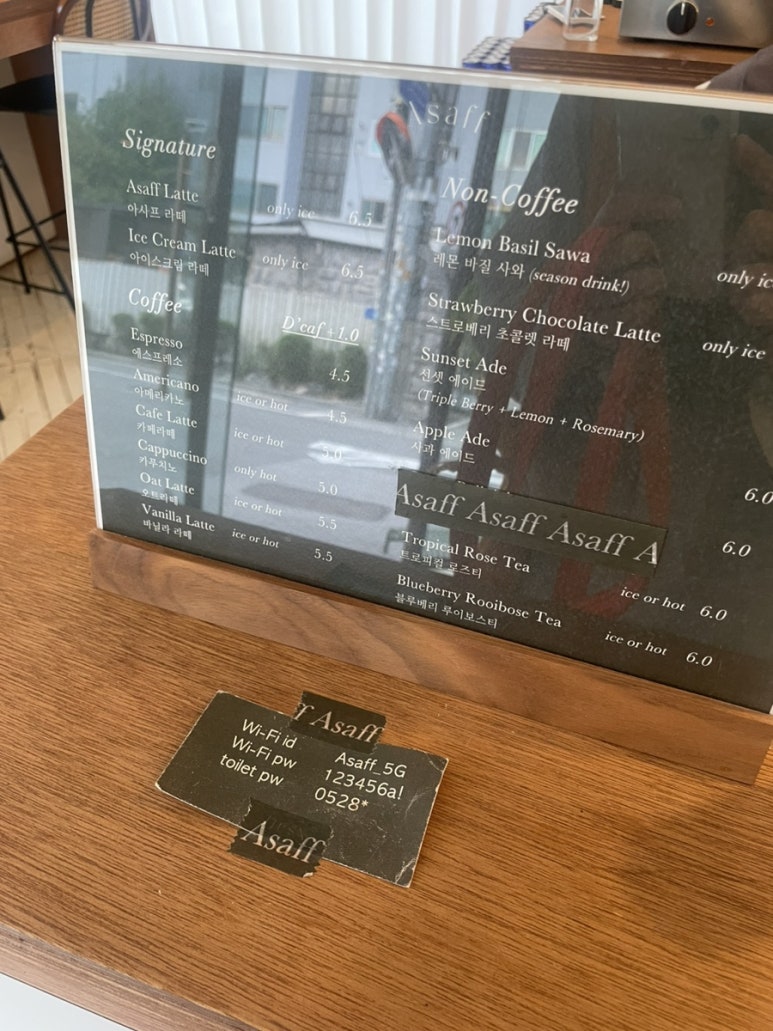 Asaff
Signature
Asaff Latte only ice 6.5
아사프 라떼
Ice Cream Latte only ice 6.5
아이스크림 라떼
Coffee D'caf +1.0
Espresso 4.5
에스프레소
Americano ice or hot 4.5
아메리카노
Cafe Latte ice or hot 5.0
카페라떼
Cappuccino only hot 5.0
카푸치노
Oat Latte ice or hot 5.5
오트라떼
Vanilla Latte ice or hot 5.5
바닐라 라떼
Non-Coffee
Lemon Basil Sawa only ic
레몬 바질 사와 (season drink!)
Strawberry Chocolate Latte only ice
스트로베리 초콜렛 라떼
Sunset Ade 6.0
선셋 에이드
(Triple Berry + Lemon + Rosemary)
Apple Ade 6.0
사과 에이드
Asaff Asaff Asaff A
Tropical Rose Tea ice or hot 6.0
트로피컬 로즈티
Blueberry Rooibose Tea ice or hot 6.0
블루베리 루이보스티
f Asaff
Wi-Fi id Asaff_5G
Wi-Fi pw 123456a!
toilet pw 0528*
Asaff